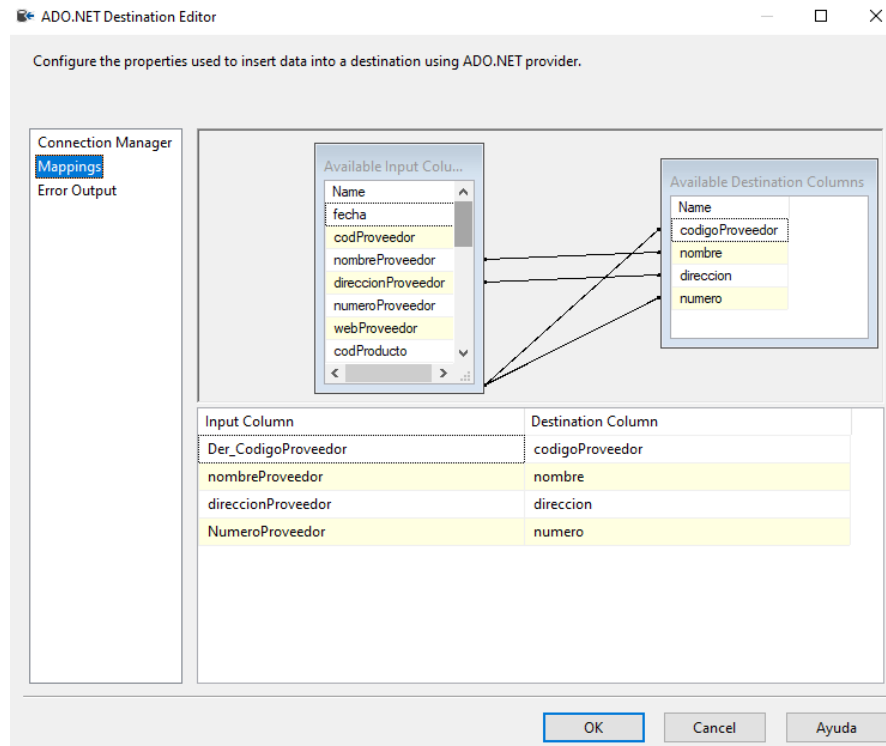 ADO.NET Destination Editor
Configure the properties used to insert data into a destination using ADO.NET provider.
Connection Manager
Mappings
Error Output
Available Input Colu...
Name
fecha
codProveedor
nombreProveedor
direccionProveedor
numeroProveedor
webProveedor
codProducto
Available Destination Columns
Name
codigoProveedor
nombre
direccion
numero
Input Column Destination Column
Der_CodigoProveedor codigoProveedor
nombreProveedor nombre
direccionProveedor direccion
NumeroProveedor numero
OK Cancel Ayuda